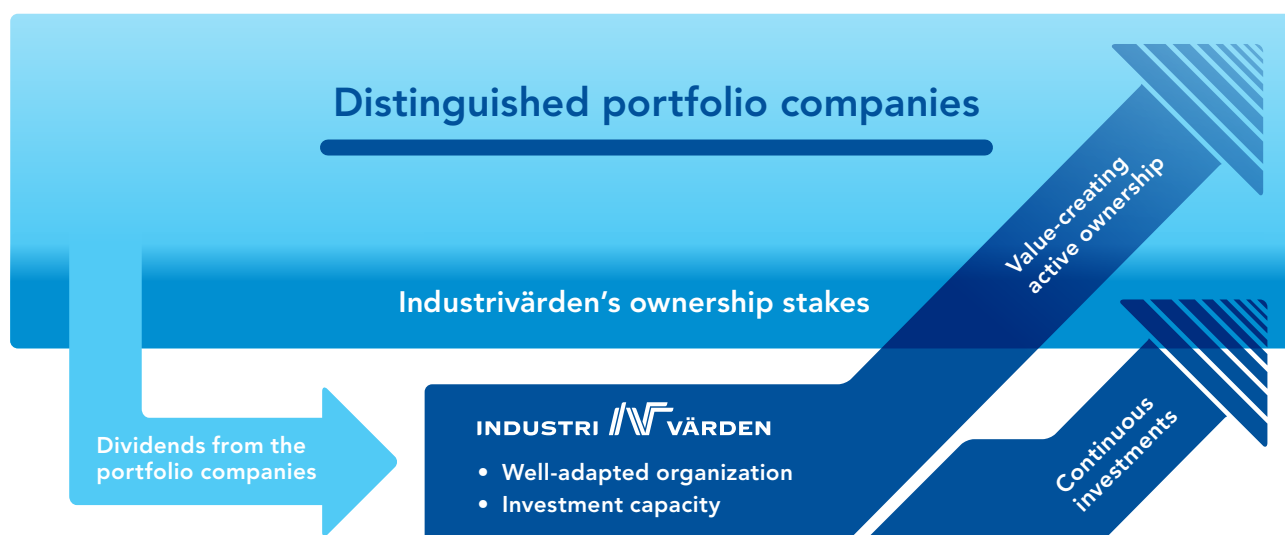 Distinguished portfolio companies
Value-creating
active ownership
Industrivärden's ownership stakes
Dividends from the
portfolio companies
INDUSTRI VÄRDEN
• Well-adapted organization
• Investment capacity
Continuous
investments